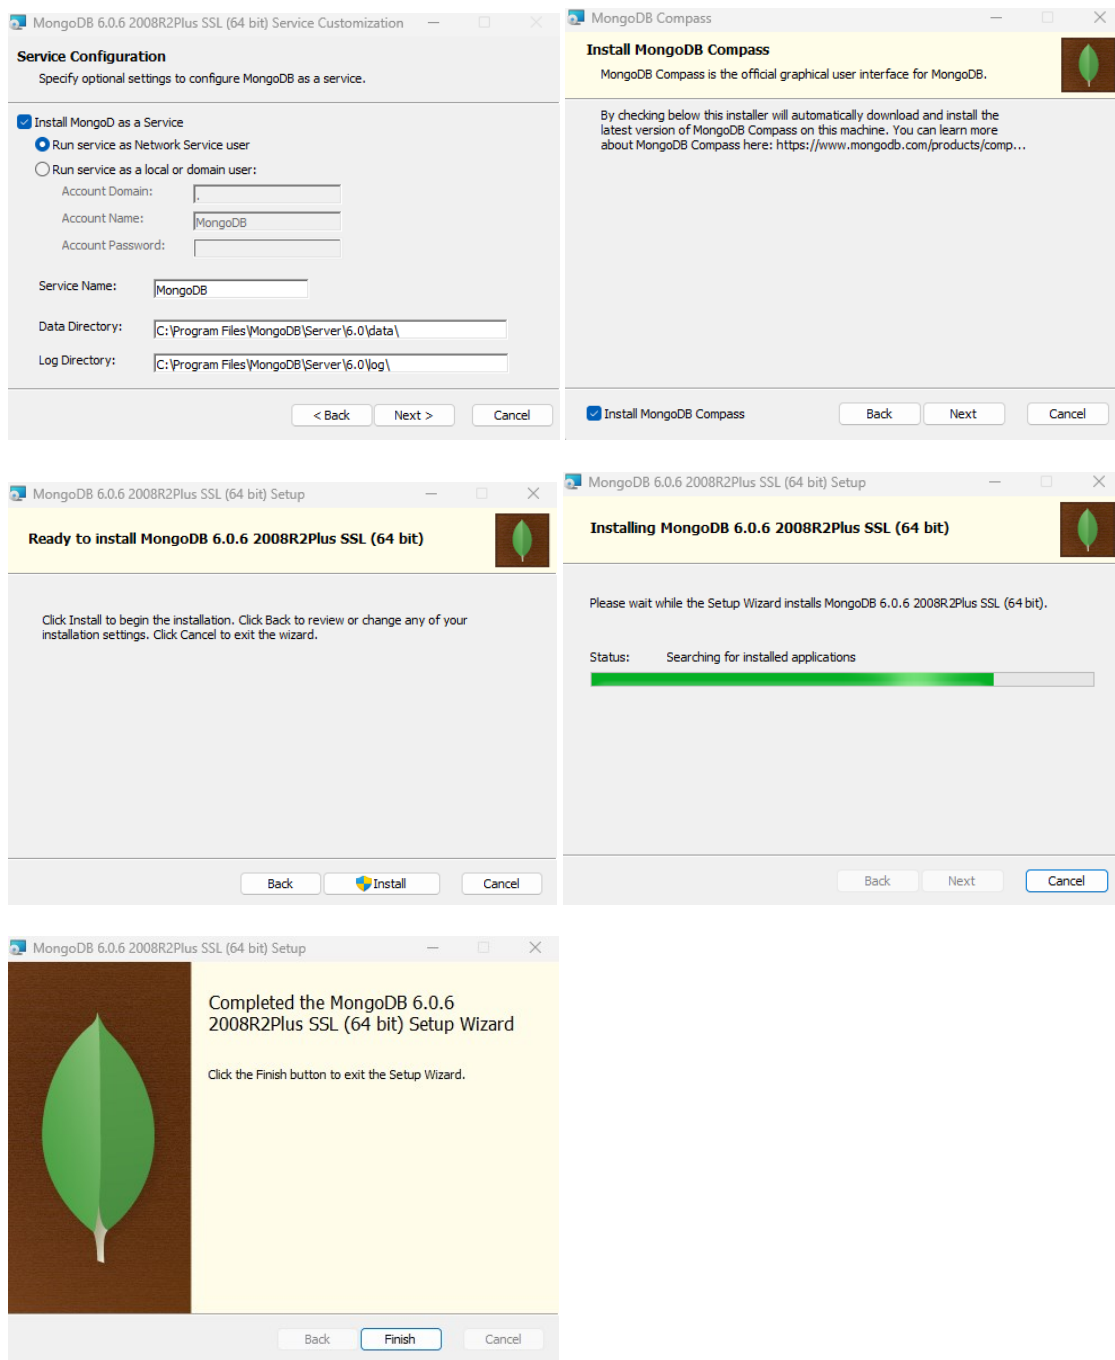 MongoDB 6.0.6 2008R2Plus SSL (64 bit) Service Customization
Service Configuration
Specify optional settings to configure MongoDB as a service.
Install MongoD as a Service
Run service as Network Service user
Run service as a local or domain user:
Account Domain:
.
Account Name:
MongoDB
Account Password:
Service Name:
MongoDB
Data Directory:
C:\Program Files\MongoDB\Server\6.0\data\
Log Directory:
C:\Program Files\MongoDB\Server\6.0\log\
< Back
Next >
Cancel
MongoDB Compass
Install MongoDB Compass
MongoDB Compass is the official graphical user interface for MongoDB.
By checking below this installer will automatically download and install the
latest version of MongoDB Compass on this machine. You can learn more
about MongoDB Compass here: https://www.mongodb.com/products/comp...
Install MongoDB Compass
Back
Next
Cancel
MongoDB 6.0.6 2008R2Plus SSL (64 bit) Setup
Ready to install MongoDB 6.0.6 2008R2Plus SSL (64 bit)
Click Install to begin the installation. Click Back to review or change any of your
installation settings. Click Cancel to exit the wizard.
Back
Install
Cancel
MongoDB 6.0.6 2008R2Plus SSL (64 bit) Setup
Installing MongoDB 6.0.6 2008R2Plus SSL (64 bit)
Please wait while the Setup Wizard installs MongoDB 6.0.6 2008R2Plus SSL (64 bit).
Status:
Searching for installed applications
Back
Next
Cancel
MongoDB 6.0.6 2008R2Plus SSL (64 bit) Setup
Completed the MongoDB 6.0.6
2008R2Plus SSL (64 bit) Setup Wizard
Click the Finish button to exit the Setup Wizard.
Back
Finish
Cancel